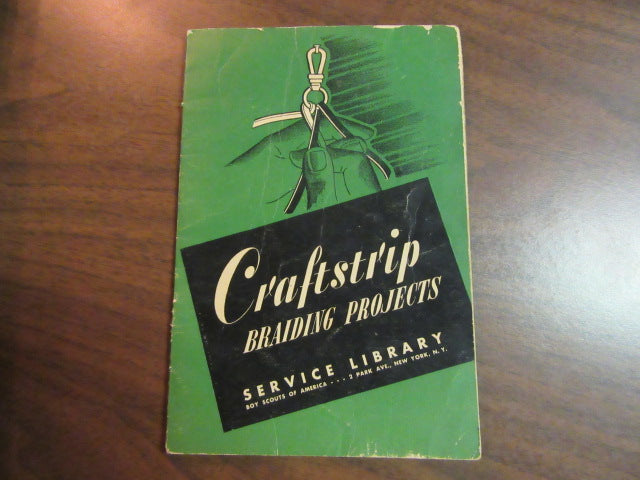 Craftstrip
BRAIDING PROJECTS
SERVICE LIBRARY
BOY SCOUTS OF AMERICA - - - 2 PARK AVE., NEW YORK, N. Y.